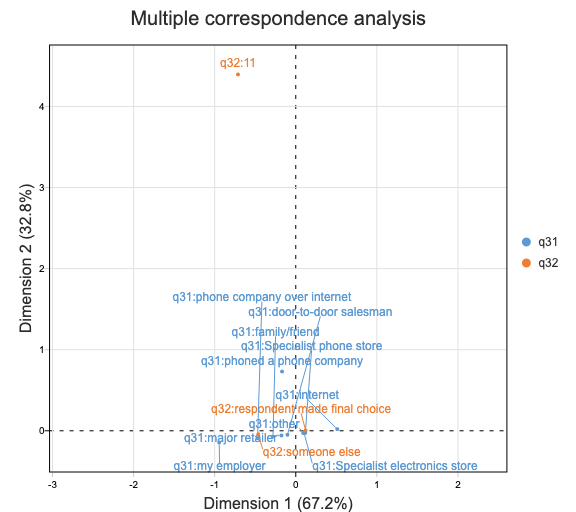 Multiple correspondence analysis
q32:11
4
3
2
1
0
Dimension 2 (32.8%)
q31:phone company over internet
q31:door-to-door salesman
q31:family/friend
q31:Specialist phone store
q31:phoned a phone company
q31:internet
q32:respondent made final choice
q31:other
q31:major retailer
q32:someone else
q31:my employer
q31:Specialist electronics store
-3
-2
-1
0
1
2
Dimension 1 (67.2%)
q31
q32